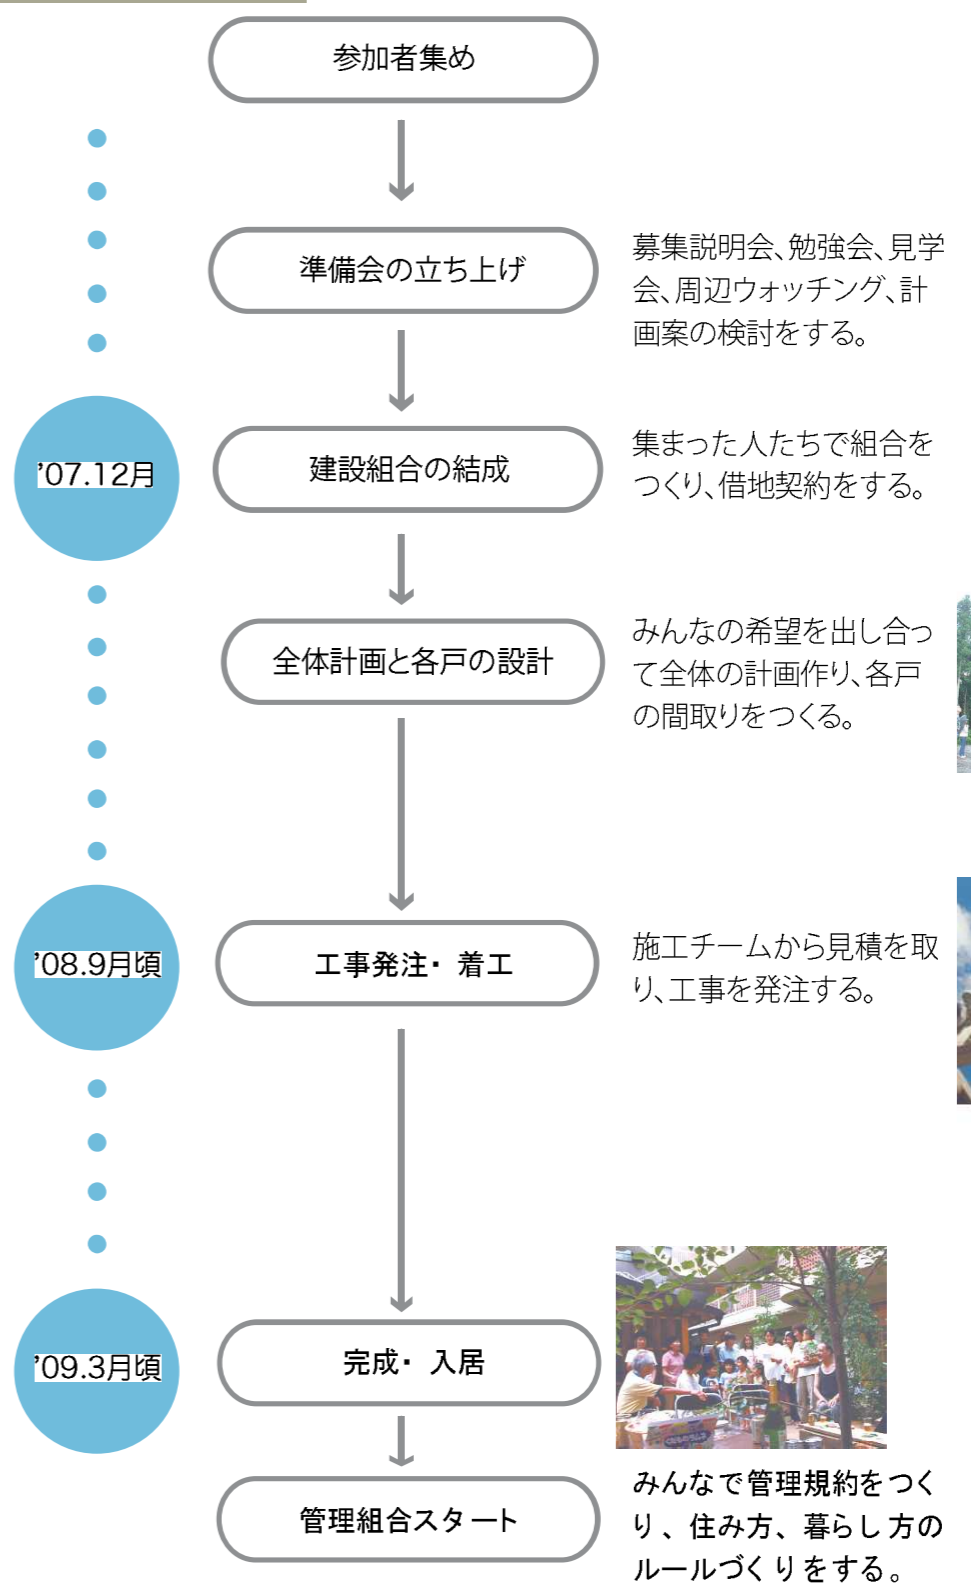 参加者集め
準備会の立ち上げ
募集説明会、勉強会、見学
会、周辺ウォッチング、計
画案の検討をする。
'07.12月
建設組合の結成
集まった人たちで組合を
つくり、借地契約をする。
全体計画と各戸の設計
みんなの希望を出し合っ
て全体の計画作り、各戸
の間取りをつくる。
'08.9月頃
工事発注・着工
施工チームから見積を取
り、工事を発注する。
'09.3月頃
完成・入居
管理組合スタート
みんなで管理規約をつく
り、住み方、暮らし方の
ルールづくりをする。